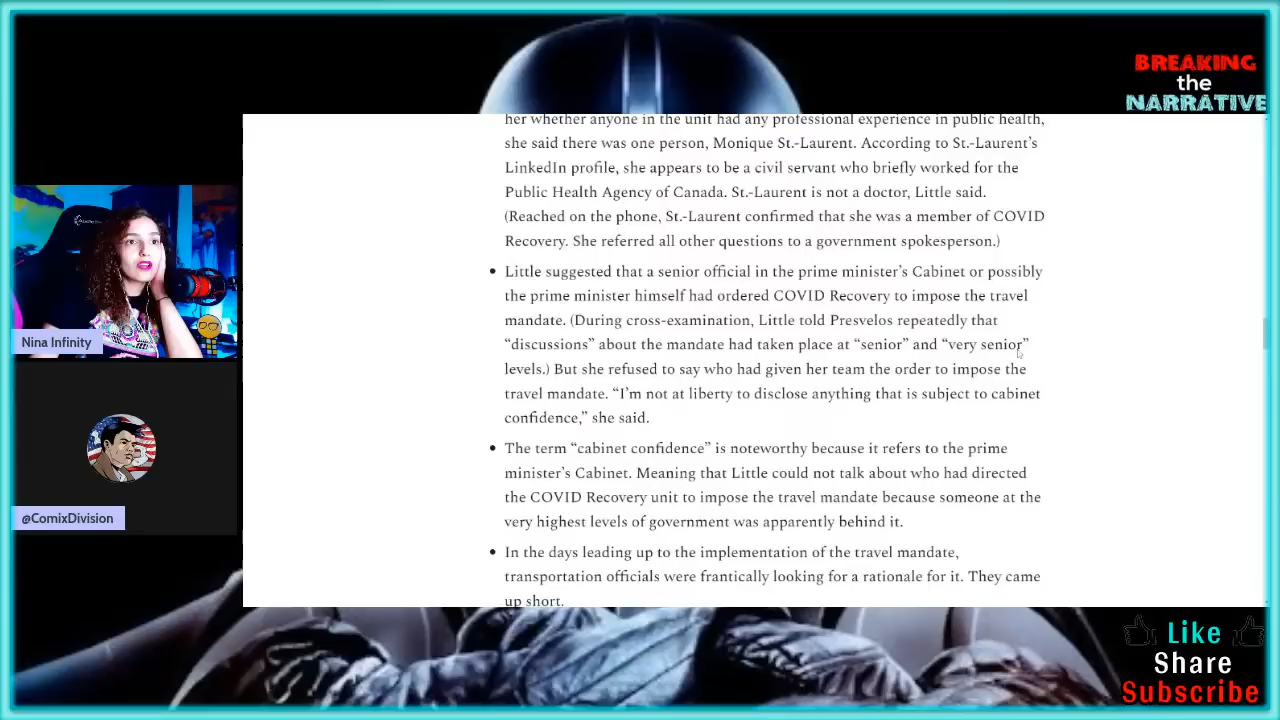 BREAKING
the
NARRATIVE
her whether anyone in the unit had any professional experience in public health,
she said there was one person, Monique St.-Laurent. According to St.-Laurent’s
LinkedIn profile, she appears to be a civil servant who briefly worked for the
Public Health Agency of Canada. St.-Laurent is not a doctor, Little said.
(Reached on the phone, St.-Laurent confirmed that she was a member of COVID
Recovery. She referred all other questions to a government spokesperson.)
• Little suggested that a senior official in the prime minister’s Cabinet or possibly
the prime minister himself had ordered COVID Recovery to impose the travel
mandate. (During cross-examination, Little told Presvelos repeatedly that
“discussions” about the mandate had taken place at “senior” and “very senior”
levels.) But she refused to say who had given her team the order to impose the
travel mandate. “I’m not at liberty to disclose anything that is subject to cabinet
confidence,” she said.
• The term “cabinet confidence” is noteworthy because it refers to the prime
minister’s Cabinet. Meaning that Little could not talk about who had directed
the COVID Recovery unit to impose the travel mandate because someone at the
very highest levels of government was apparently behind it.
• In the days leading up to the implementation of the travel mandate,
transportation officials were frantically looking for a rationale for it. They came
up short.
Nina Infinity
@ComixDivision
Like
Share
Subscribe